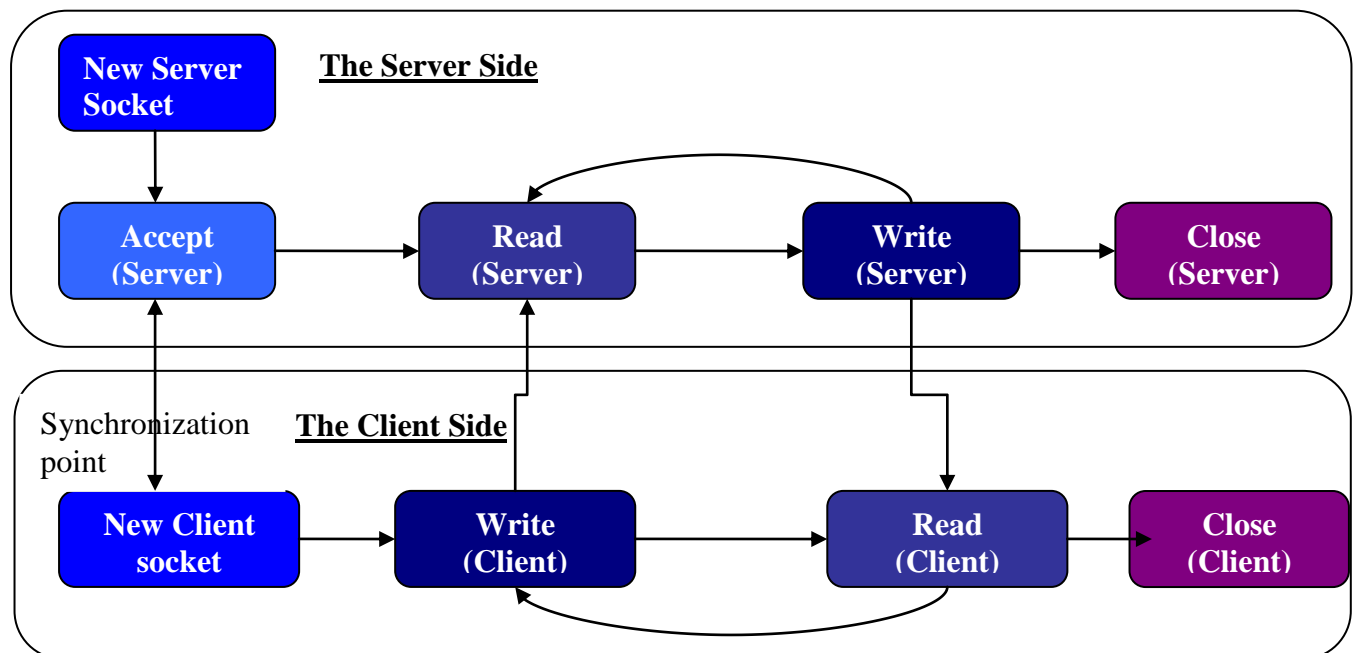 New Server
Socket
The Server Side
Accept
(Server)
Read
(Server)
Write
(Server)
Close
(Server)
Synchronization
point
The Client Side
New Client
socket
Write
(Client)
Read
(Client)
Close
(Client)